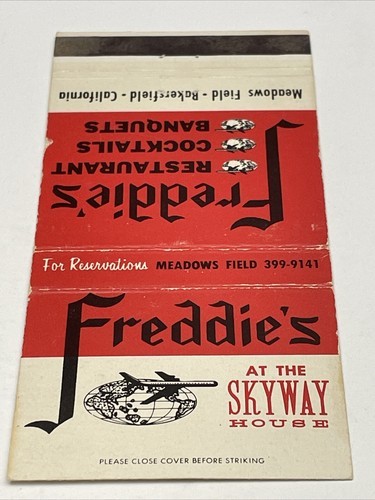 Meadows Field - Bakersfield - California
BANQUETS
COCKTAILS
RESTAURANT
Freddie's
For Reservations MEADOWS FIELD 399-9141
Freddie's
AT THE
SKYWAY
HOUSE
PLEASE CLOSE COVER BEFORE STRIKING